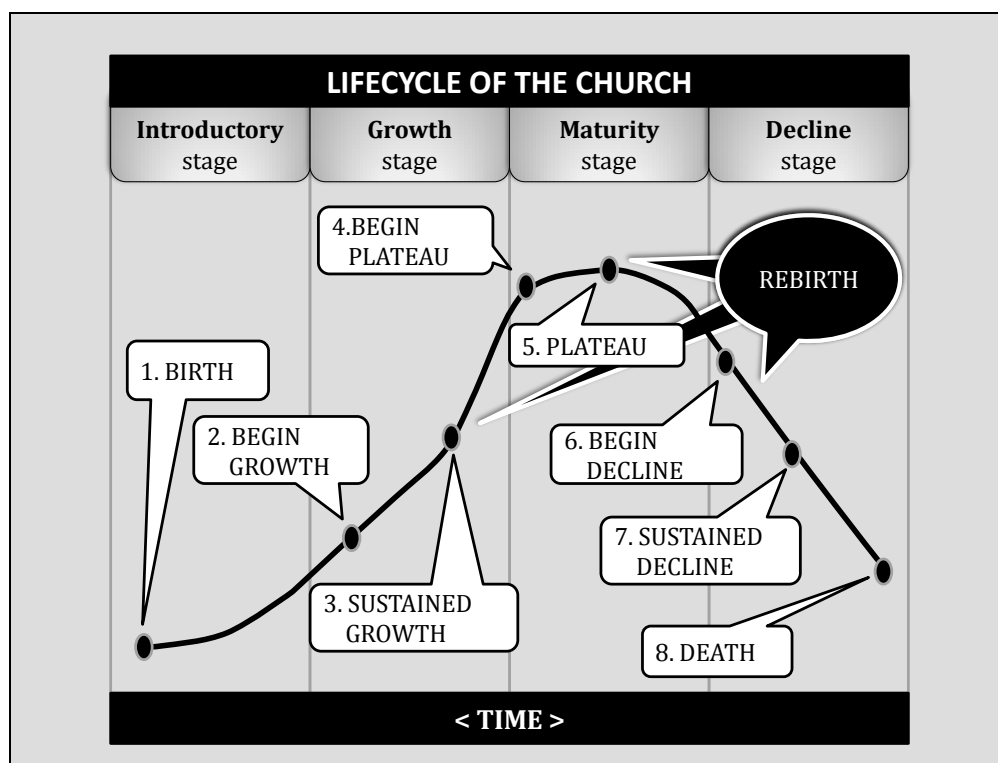 LIFECYCLE OF THE CHURCH
Introductory
stage
Growth
stage
Maturity
stage
Decline
stage
4.BEGIN
PLATEAU
REBIRTH
5. PLATEAU
1. BIRTH
2. BEGIN
GROWTH
6. BEGIN
DECLINE
7. SUSTAINED
DECLINE
3. SUSTAINED
GROWTH
8. DEATH
< TIME >